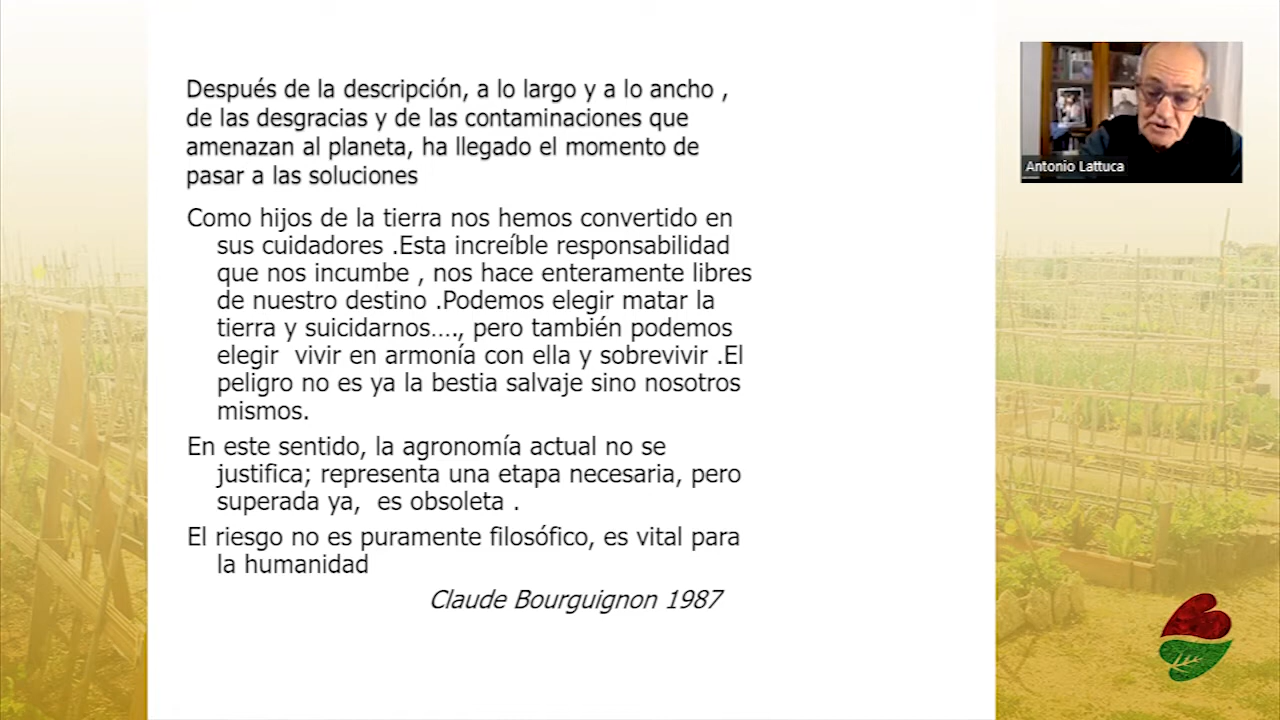 Después de la descripción, a lo largo y a lo ancho ,
de las desgracias y de las contaminaciones que
amenazan al planeta, ha llegado el momento de
pasar a las soluciones
Como hijos de la tierra nos hemos convertido en
sus cuidadores .Esta increíble responsabilidad
que nos incumbe , nos hace enteramente libres
de nuestro destino .Podemos elegir matar la
tierra y suicidarnos…., pero también podemos
elegir  vivir en armonía con ella y sobrevivir .El
peligro no es ya la bestia salvaje sino nosotros
mismos.
En este sentido, la agronomía actual no se
justifica; representa una etapa necesaria, pero
superada ya,  es obsoleta .
El riesgo no es puramente filosófico, es vital para
la humanidad
Claude Bourguignon 1987
Antonio Lattuca